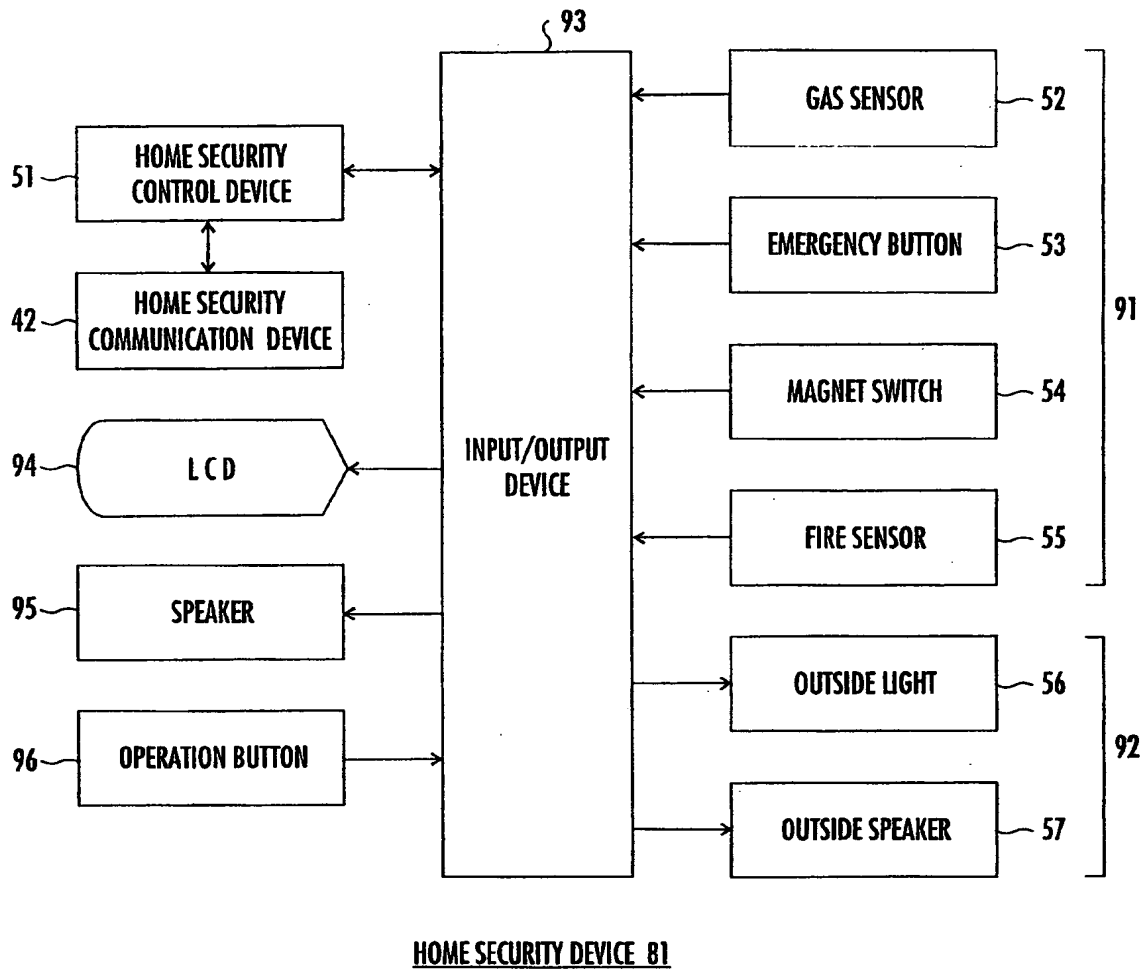 93
GAS SENSOR 52
HOME SECURITY
CONTROL DEVICE
51
EMERGENCY BUTTON 53
HOME SECURITY
COMMUNICATION DEVICE
42
91
MAGNET SWITCH 54
INPUT/OUTPUT
DEVICE
94 LCD
FIRE SENSOR 55
95 SPEAKER
OUTSIDE LIGHT 56
92
96 OPERATION BUTTON
OUTSIDE SPEAKER 57
HOME SECURITY DEVICE 81